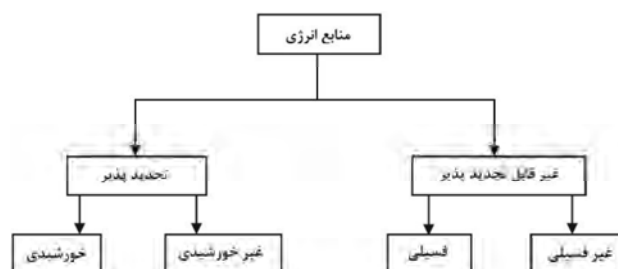 منابع انرژی
غیر قابل تجدید پذیر
تجدید پذیر
غیر فسیلی
فسیلی
غیر خورشیدی
خورشیدی